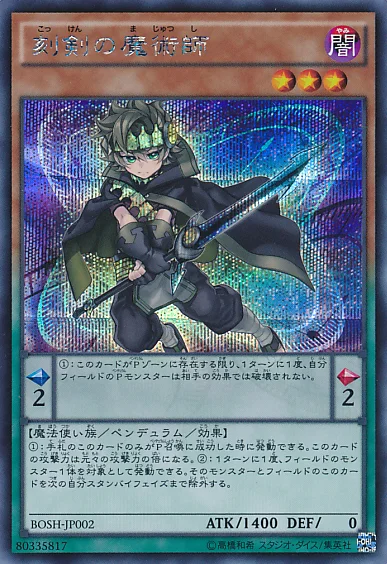 こっ けん ま じゅつ し
刻剣の魔術師
やみ
闇
①:このカードがPゾーンに存在する限り、1ターンに1度、自分
フィールドのPモンスターは相手の効果では破壊されない。
2
2
【魔法使い族/ペンデュラム/効果】
①:手札のこのカードのみがP召喚に成功した時に発動できる。このカード
の攻撃力は元々の攻撃力の倍になる。②:1ターンに1度、フィールドのモン
スター1体を対象として発動できる。そのモンスターとフィールドのこのカー
ドを次の自分スタンバイフェイズまで除外する。
BOSH-JP002
ATK/1400 DEF/ 0
80335817
©高橋和希 スタジオ・ダイス/集英社